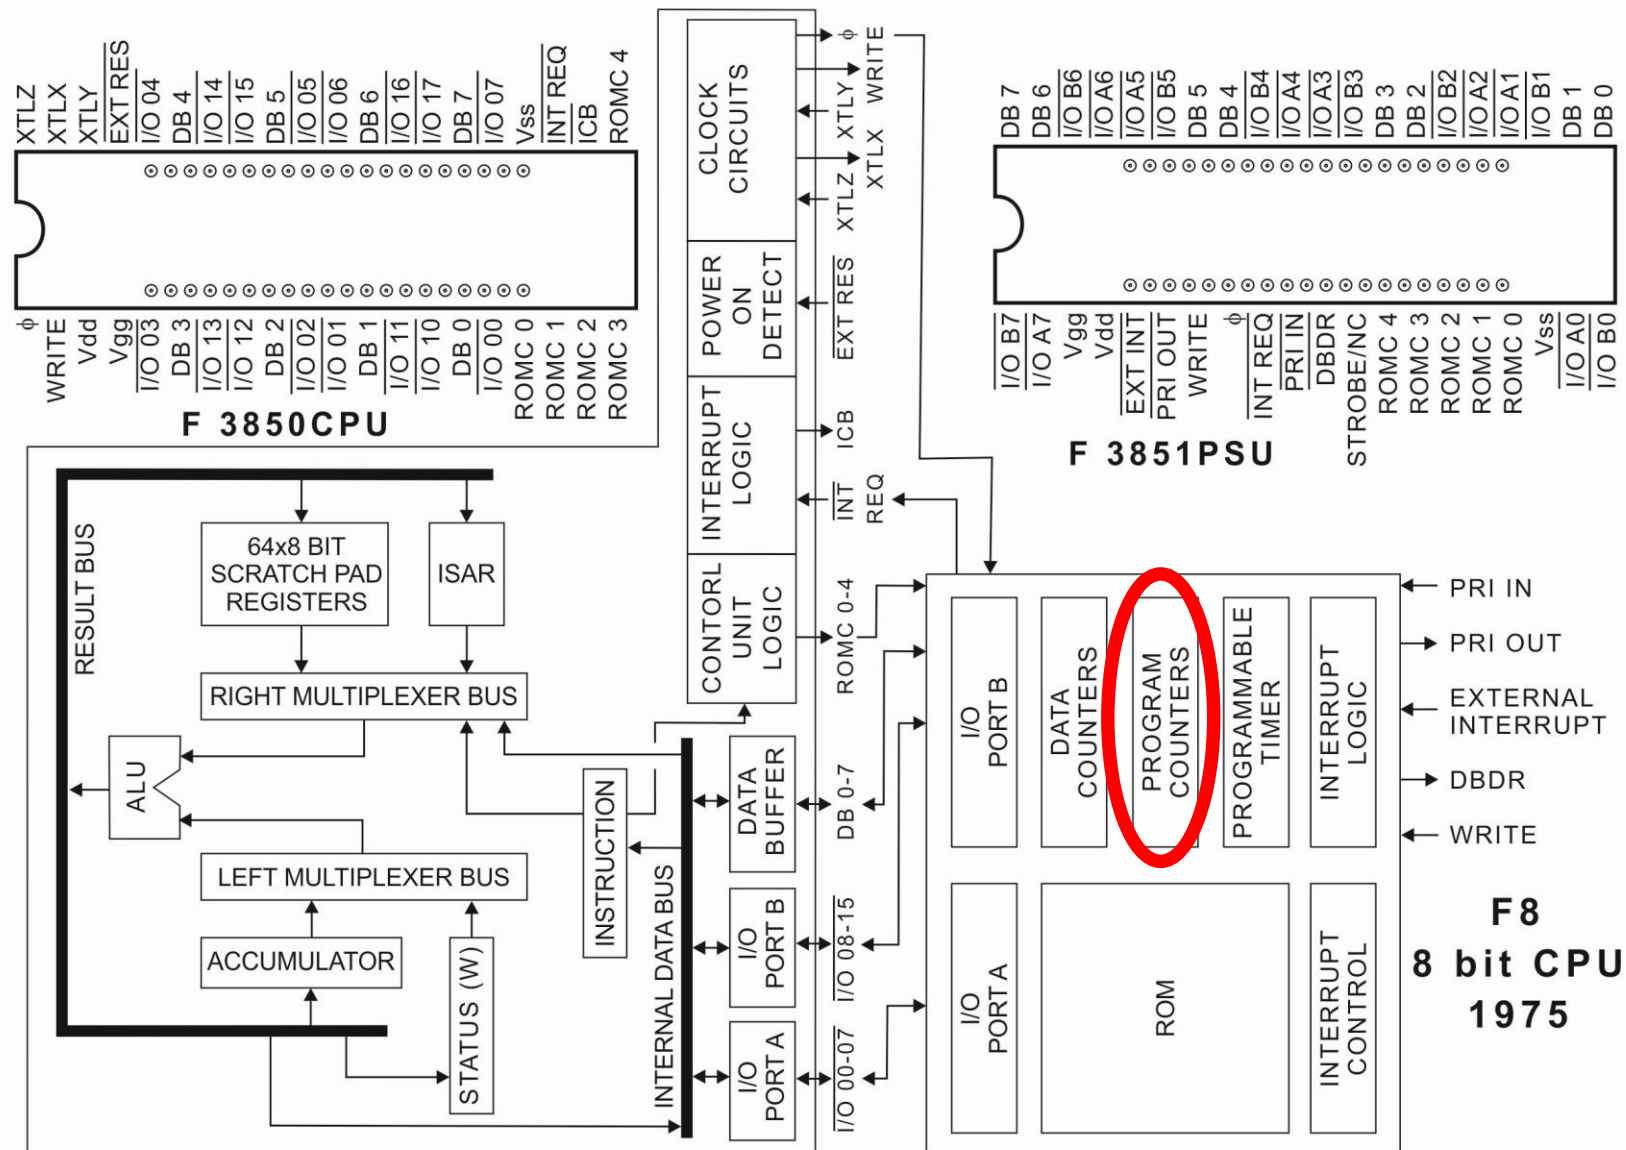 XTLZ
XTLX
XTLY
EXT RES
I/O 04
DB 4
I/O 14
I/O 15
DB 5
I/O 05
I/O 06
DB 6
I/O 16
I/O 17
DB 7
I/O 07
Vss
INT REQ
ICB
ROMC 4
ϕ
WRITE
Vdd
Vgg
I/O 03
DB 3
I/O 13
I/O 12
DB 2
I/O 02
I/O 01
DB 1
I/O 11
I/O 10
DB 0
I/O 00
ROMC 0
ROMC 1
ROMC 2
ROMC 3
F 3850CPU
DB 7
DB 6
I/O B6
I/O A6
I/O A5
I/O B5
DB 5
DB 4
I/O B4
I/O A4
I/O A3
I/O B3
DB 3
DB 2
I/O B2
I/O A2
I/O A1
I/O B1
DB 1
DB 0
I/O B7
I/O A7
Vgg
Vdd
EXT INT
PRI OUT
WRITE
ϕ
INT REQ
PRI IN
DBDR
STROBE/NC
ROMC 4
ROMC 3
ROMC 2
ROMC 1
ROMC 0
Vss
I/O A0
I/O B0
F 3851PSU
CLOCK
CIRCUITS
POWER
ON
DETECT
INTERRUPT
LOGIC
CONTORL
UNIT
LOGIC
ϕ
WRITE
XTLY
XTLX
XTLZ
EXT RES
ICB
INT
REQ
ROMC 0-4
DB 0-7
I/O 08-15
I/O 00-07
RESULT BUS
64x8 BIT
SCRATCH PAD
REGISTERS
ISAR
RIGHT MULTIPLEXER BUS
ALU
LEFT MULTIPLEXER BUS
ACCUMULATOR
STATUS (W)
INSTRUCTION
INTERNAL DATA BUS
DATA
BUFFER
I/O
PORT B
I/O
PORT A
I/O
PORT B
DATA
COUNTERS
PROGRAM
COUNTERS
PROGRAMMABLE
TIMER
INTERRUPT
LOGIC
I/O
PORT A
ROM
INTERRUPT
CONTROL
PRI IN
PRI OUT
EXTERNAL
INTERRUPT
DBDR
WRITE
F8
8 bit CPU
1975